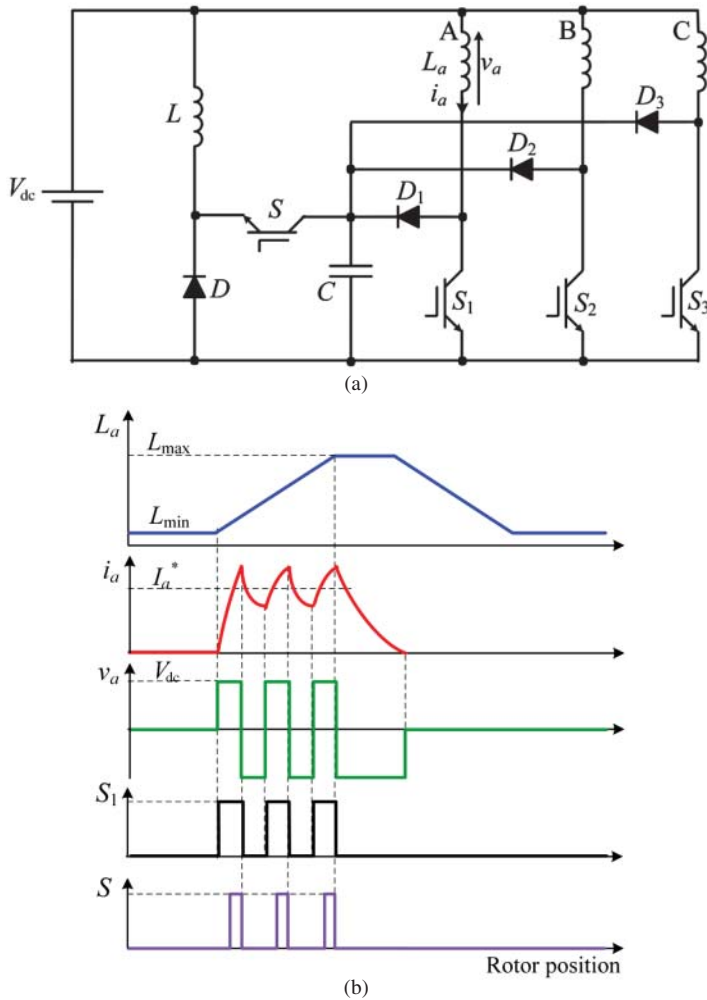 A
B
C
L_a
v_a
i_a
D_3
L
D_2
V_dc
S
D_1
D
C
S_1
S_2
S_3
(a)
L_a
L_max
L_min
i_a
I_a^*
v_a
V_dc
S_1
S
Rotor position
(b)